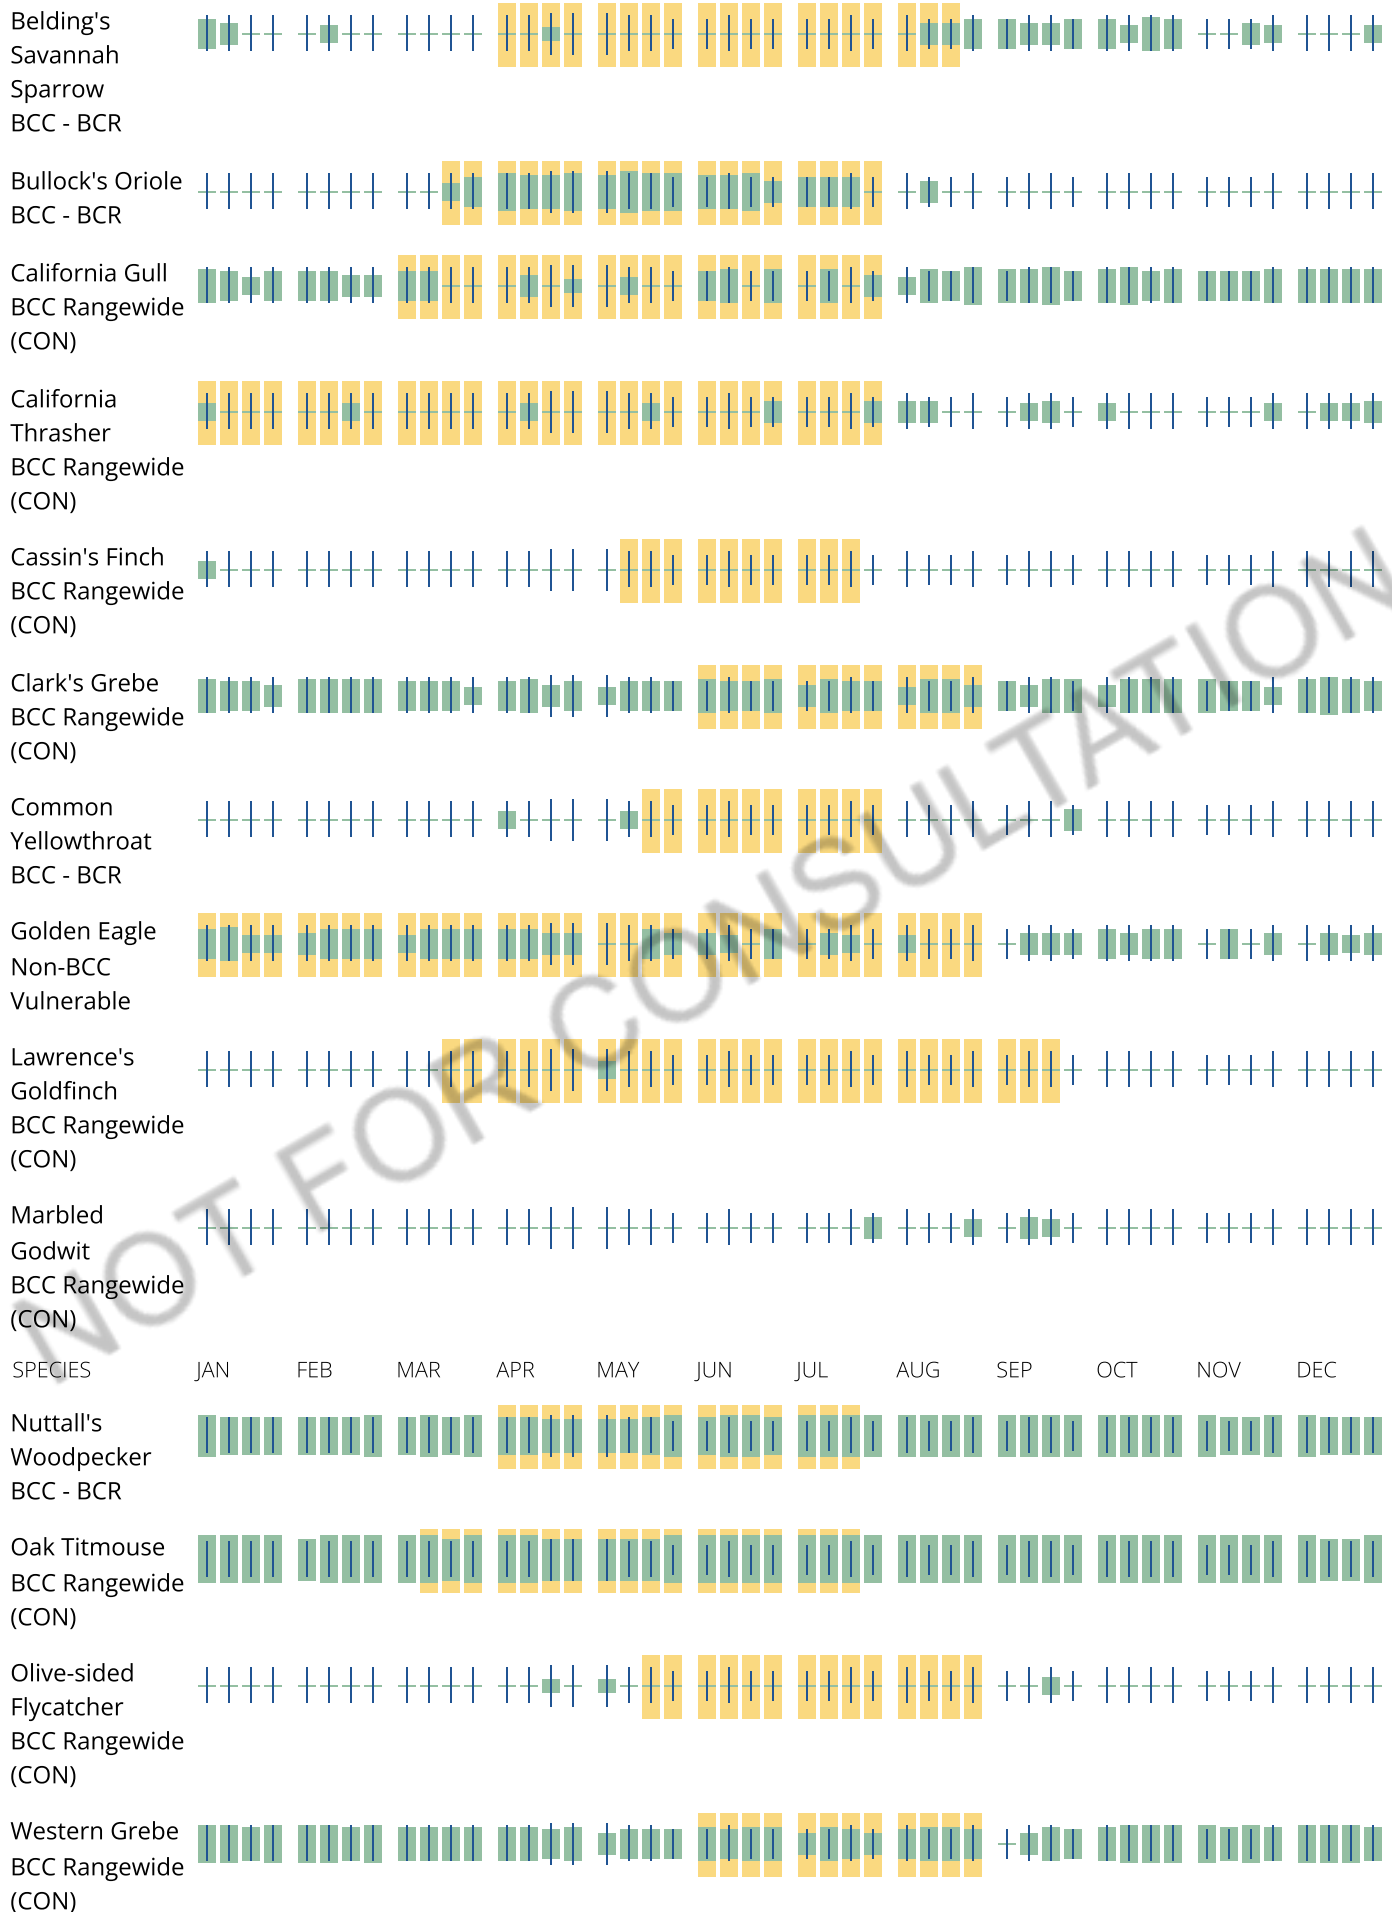 Belding's
Savannah
Sparrow
BCC - BCR
Bullock's Oriole
BCC - BCR
California Gull
BCC Rangewide
(CON)
California
Thrasher
BCC Rangewide
(CON)
Cassin's Finch
BCC Rangewide
(CON)
Clark's Grebe
BCC Rangewide
(CON)
Common
Yellowthroat
BCC - BCR
Golden Eagle
Non-BCC
Vulnerable
Lawrence's
Goldfinch
BCC Rangewide
(CON)
Marbled
Godwit
BCC Rangewide
(CON)
SPECIES JAN FEB MAR APR MAY JUN JUL AUG SEP OCT NOV DEC
Nuttall's
Woodpecker
BCC - BCR
Oak Titmouse
BCC Rangewide
(CON)
Olive-sided
Flycatcher
BCC Rangewide
(CON)
Western Grebe
BCC Rangewide
(CON)
NOT FOR CONSULTATION